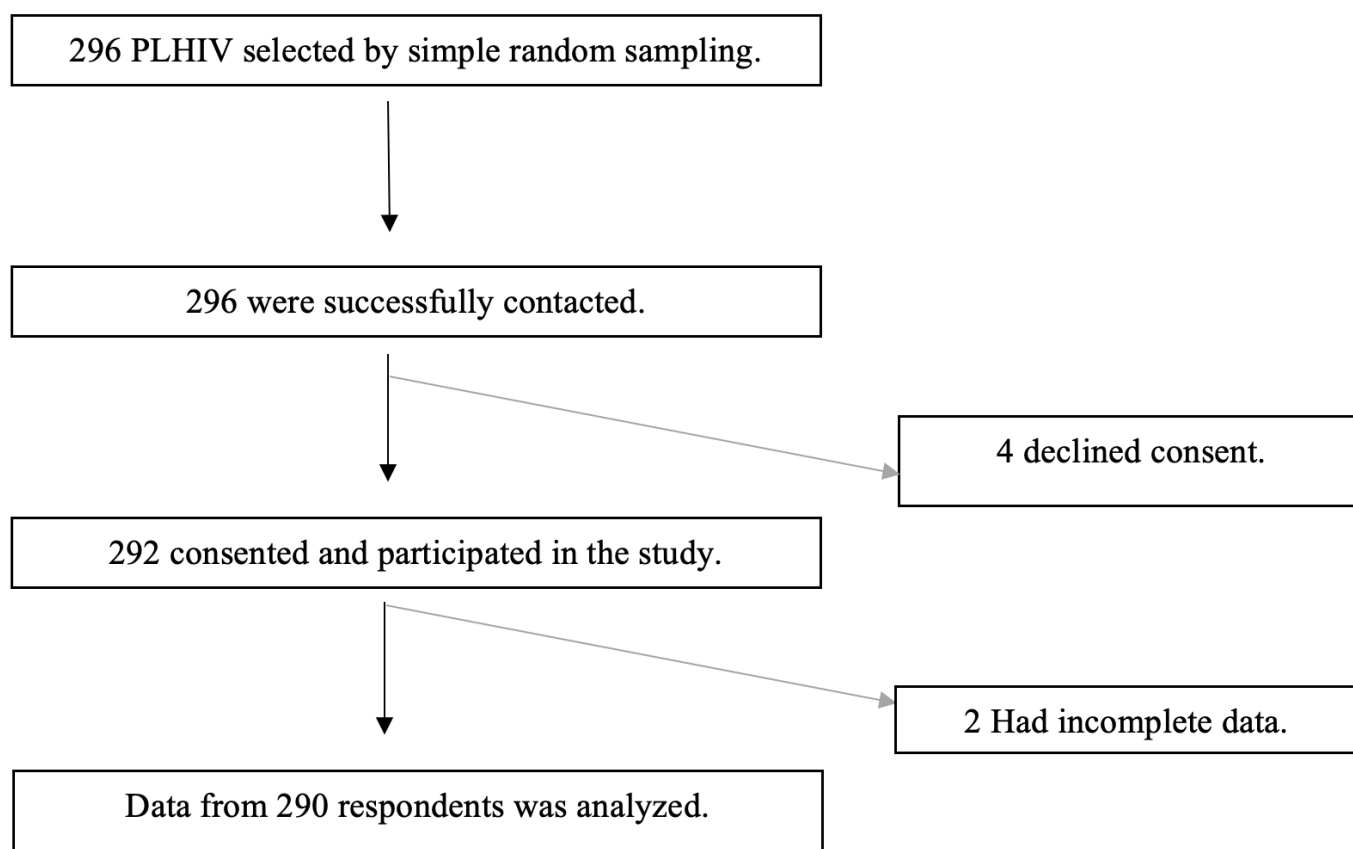 296 PLHIV selected by simple random sampling.
296 were successfully contacted.
4 declined consent.
292 consented and participated in the study.
2 Had incomplete data.
Data from 290 respondents was analyzed.